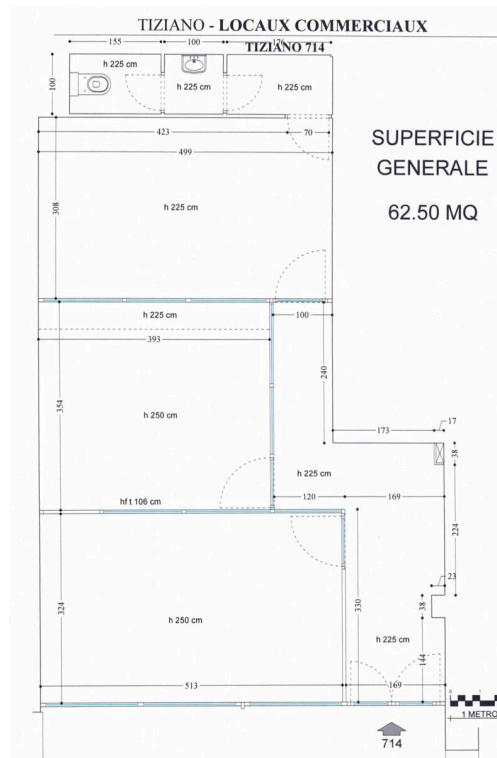 TIZIANO - LOCAUX COMMERCIAUX
TIZIANO 714
155
100
176
h 225 cm
h 225 cm
h 225 cm
100
423
70
499
SUPERFICIE
GENERALE
62.50 MQ
308
h 225 cm
h 225 cm
100
393
240
354
h 250 cm
173
17
38
h 225 cm
hf t 106 cm
120
169
224
23
324
h 250 cm
330
38
h 225 cm
144
513
169
1 METRO
714